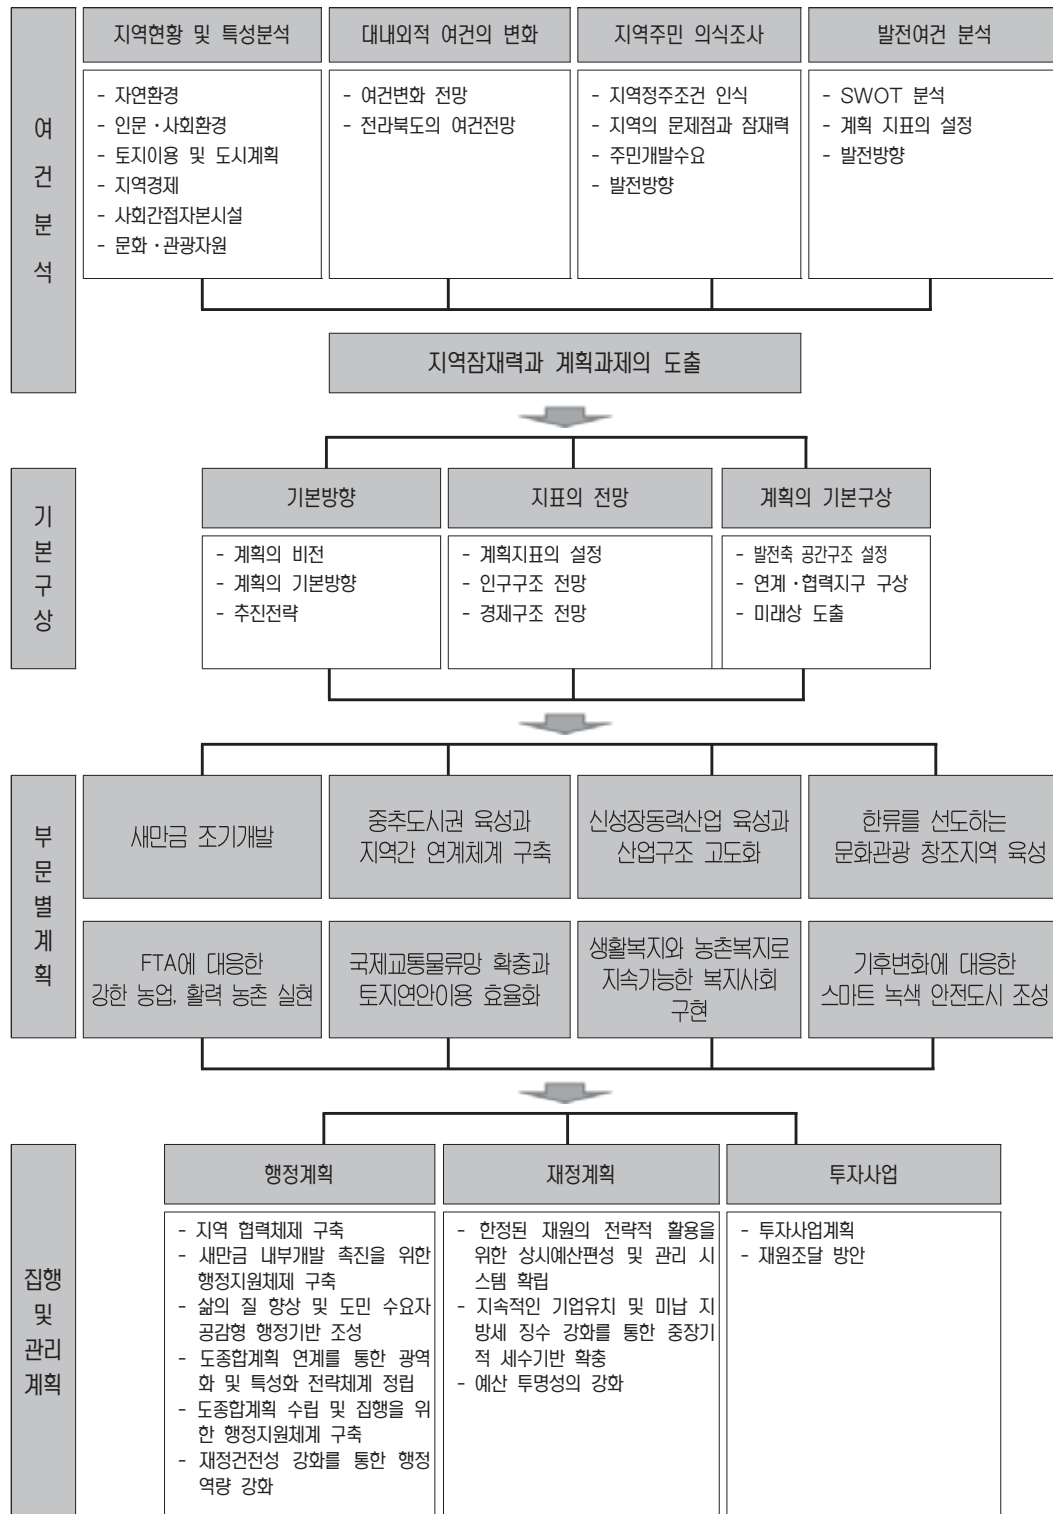 여건분석
지역현황 및 특성분석
- 자연환경
- 인문・사회환경
- 토지이용 및 도시계획
- 지역경제
- 사회간접자본시설
- 문화・관광자원
대내외적 여건의 변화
- 여건변화 전망
- 전라북도의 여건전망
지역주민 의식조사
- 지역정주조건 인식
- 지역의 문제점과 잠재력
- 주민개발수요
- 발전방향
발전여건 분석
- SWOT 분석
- 계획 지표의 설정
- 발전방향
지역잠재력과 계획과제의 도출
기본구상
기본방향
- 계획의 비전
- 계획의 기본방향
- 추진전략
지표의 전망
- 계획지표의 설정
- 인구구조 전망
- 경제구조 전망
계획의 기본구상
- 발전축 공간구조 설정
- 연계・협력지구 구상
- 미래상 도출
부문별계획
새만금 조기개발
중추도시권 육성과
지역간 연계체계 구축
신성장동력산업 육성과
산업구조 고도화
한류를 선도하는
문화관광 창조지역 육성
FTA에 대응한
강한 농업, 활력 농촌 실현
국제교통물류망 확충과
토지연안이용 효율화
생활복지와 농촌복지로
지속가능한 복지사회
구현
기후변화에 대응한
스마트 녹색 안전도시 조성
집행
및
관리
계획
행정계획
- 지역 협력체제 구축
- 새만금 내부개발 촉진을 위한
행정지원체제 구축
- 삶의 질 향상 및 도민 수요자
공감형 행정기반 조성
- 도종합계획 연계를 통한 광역
화 및 특성화 전략체계 정립
- 도종합계획 수립 및 집행을 위
한 행정지원체계 구축
- 재정건전성 강화를 통한 행정
역량 강화
재정계획
- 한정된 재원의 전략적 활용을
위한 상시예산편성 및 관리 시
스템 확립
- 지속적인 기업유치 및 미납 지
방세 징수 강화를 통한 중장기
적 세수기반 확충
- 예산 투명성의 강화
투자사업
- 투자사업계획
- 재원조달 방안